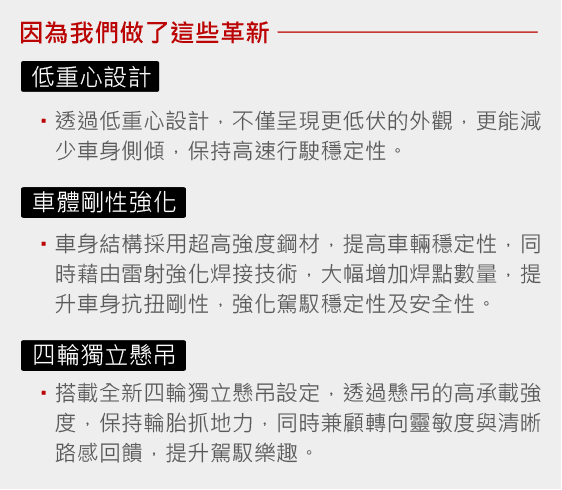 因為我們做了這些革新
低重心設計
・透過低重心設計，不僅呈現更低伏的外觀，更能減
少車身側傾，保持高速行駛穩定性。
車體剛性強化
・車身結構採用超高強度鋼材，提高車輛穩定性，同
時藉由雷射強化焊接技術，大幅增加焊點數量，提
升車身抗扭剛性，強化駕馭穩定性及安全性。
四輪獨立懸吊
・搭載全新四輪獨立懸吊設定，透過懸吊的高承載強
度，保持輪胎抓地力，同時兼顧轉向靈敏度與清晰
路感回饋，提升駕馭樂趣。